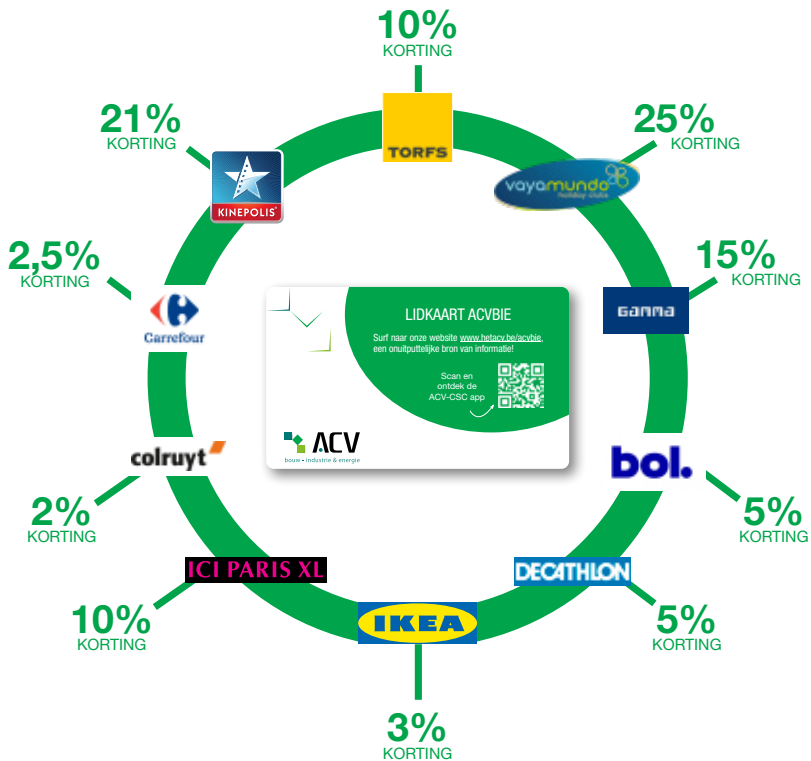 10%
KORTING
TORFS
21%
KORTING
KINEPOLIS
25%
KORTING
vayamundo
holiday clubs
2,5%
KORTING
Carrefour
15%
KORTING
GAMMA
LIDKAART ACVBIE
Surf naar onze website www.hetacv.be/acvbie,
een onuitputtelijke bron van informatie!
Scan en
ontdek de
ACV-CSC app
ACV
bouw - industrie & energie
colruyt
2%
KORTING
bol.
5%
KORTING
ICI PARIS XL
10%
KORTING
DECATHLON
5%
KORTING
IKEA
3%
KORTING